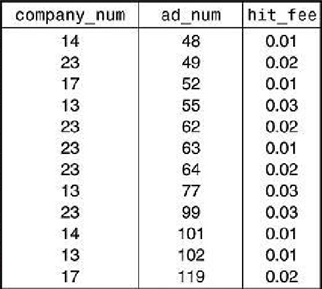 company_num ad_num hit_fee
14 48 0.01
23 49 0.02
17 52 0.01
13 55 0.03
23 62 0.02
23 63 0.01
23 64 0.02
13 77 0.03
23 99 0.03
14 101 0.01
13 102 0.01
17 119 0.02